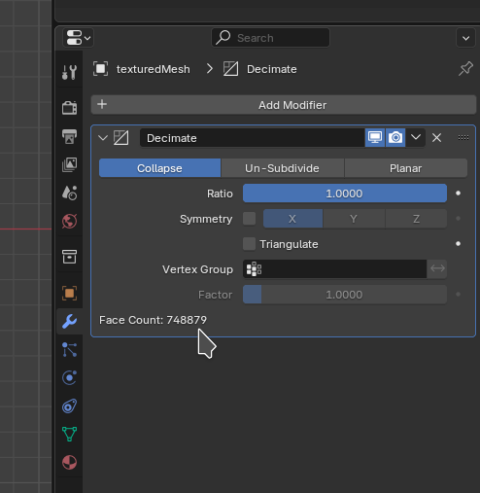 Search
texturedMesh > Decimate
+ Add Modifier
Decimate
Collapse Un-Subdivide Planar
Ratio 1.0000
Symmetry X Y Z
Triangulate
Vertex Group
Factor 1.0000
Face Count: 748879